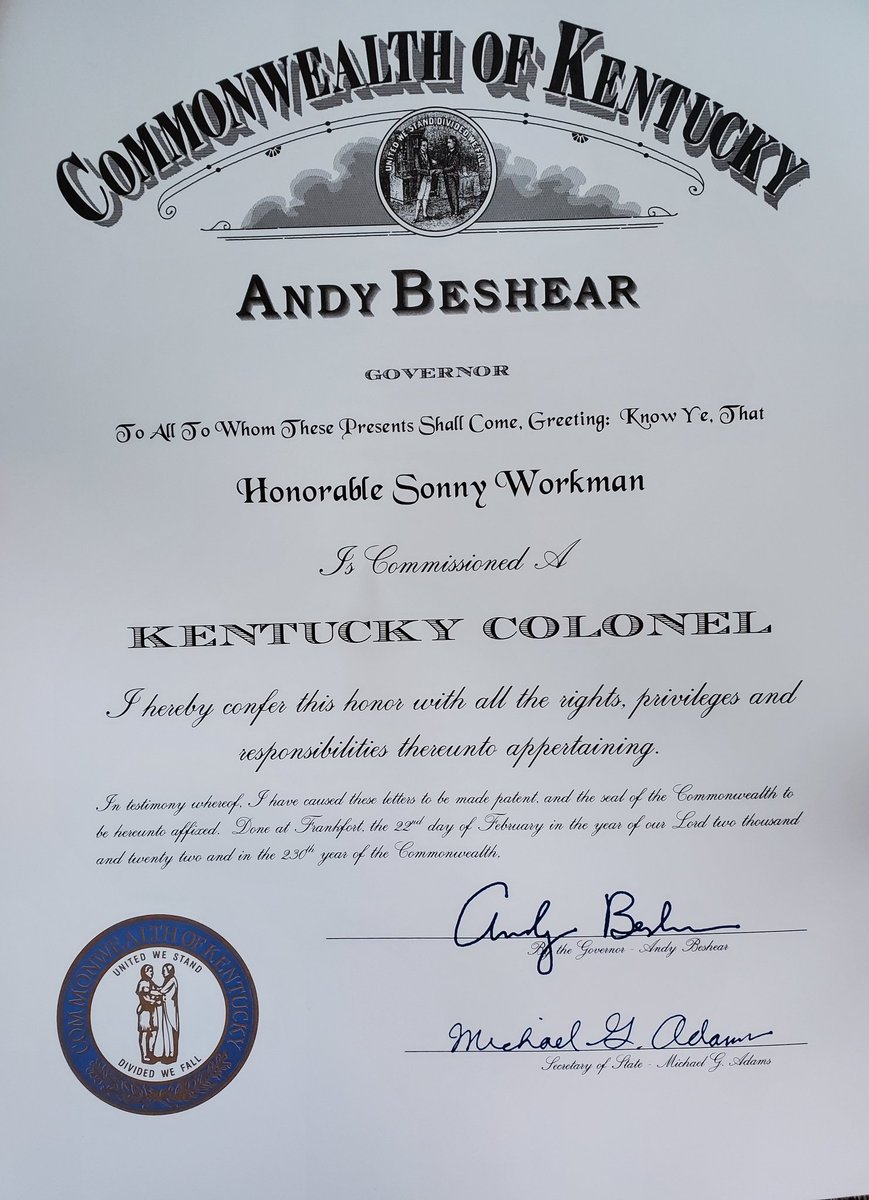 COMMONWEALTH OF KENTUCKY
UNITED WE STAND, DIVIDED WE FALL
ANDY BESHEAR
GOVERNOR
To All To Whom These Presents Shall Come, Greeting: Know Ye, That
Honorable Sonny Workman
Is Commissioned A
KENTUCKY COLONEL
I hereby confer this honor with all the rights, privileges and
responsibilities thereunto appertaining.
In testimony whereof, I have caused these letters to be made patent, and the seal of the Commonwealth to
be hereunto affixed. Done at Frankfort, the 22nd day of February in the year of our Lord two thousand
and twenty two and in the 230th year of the Commonwealth.
Andy Beshear
By the Governor - Andy Beshear
COMMONWEALTH OF KENTUCKY
UNITED WE STAND
DIVIDED WE FALL
Michael G. Adams
Secretary of State - Michael G. Adams